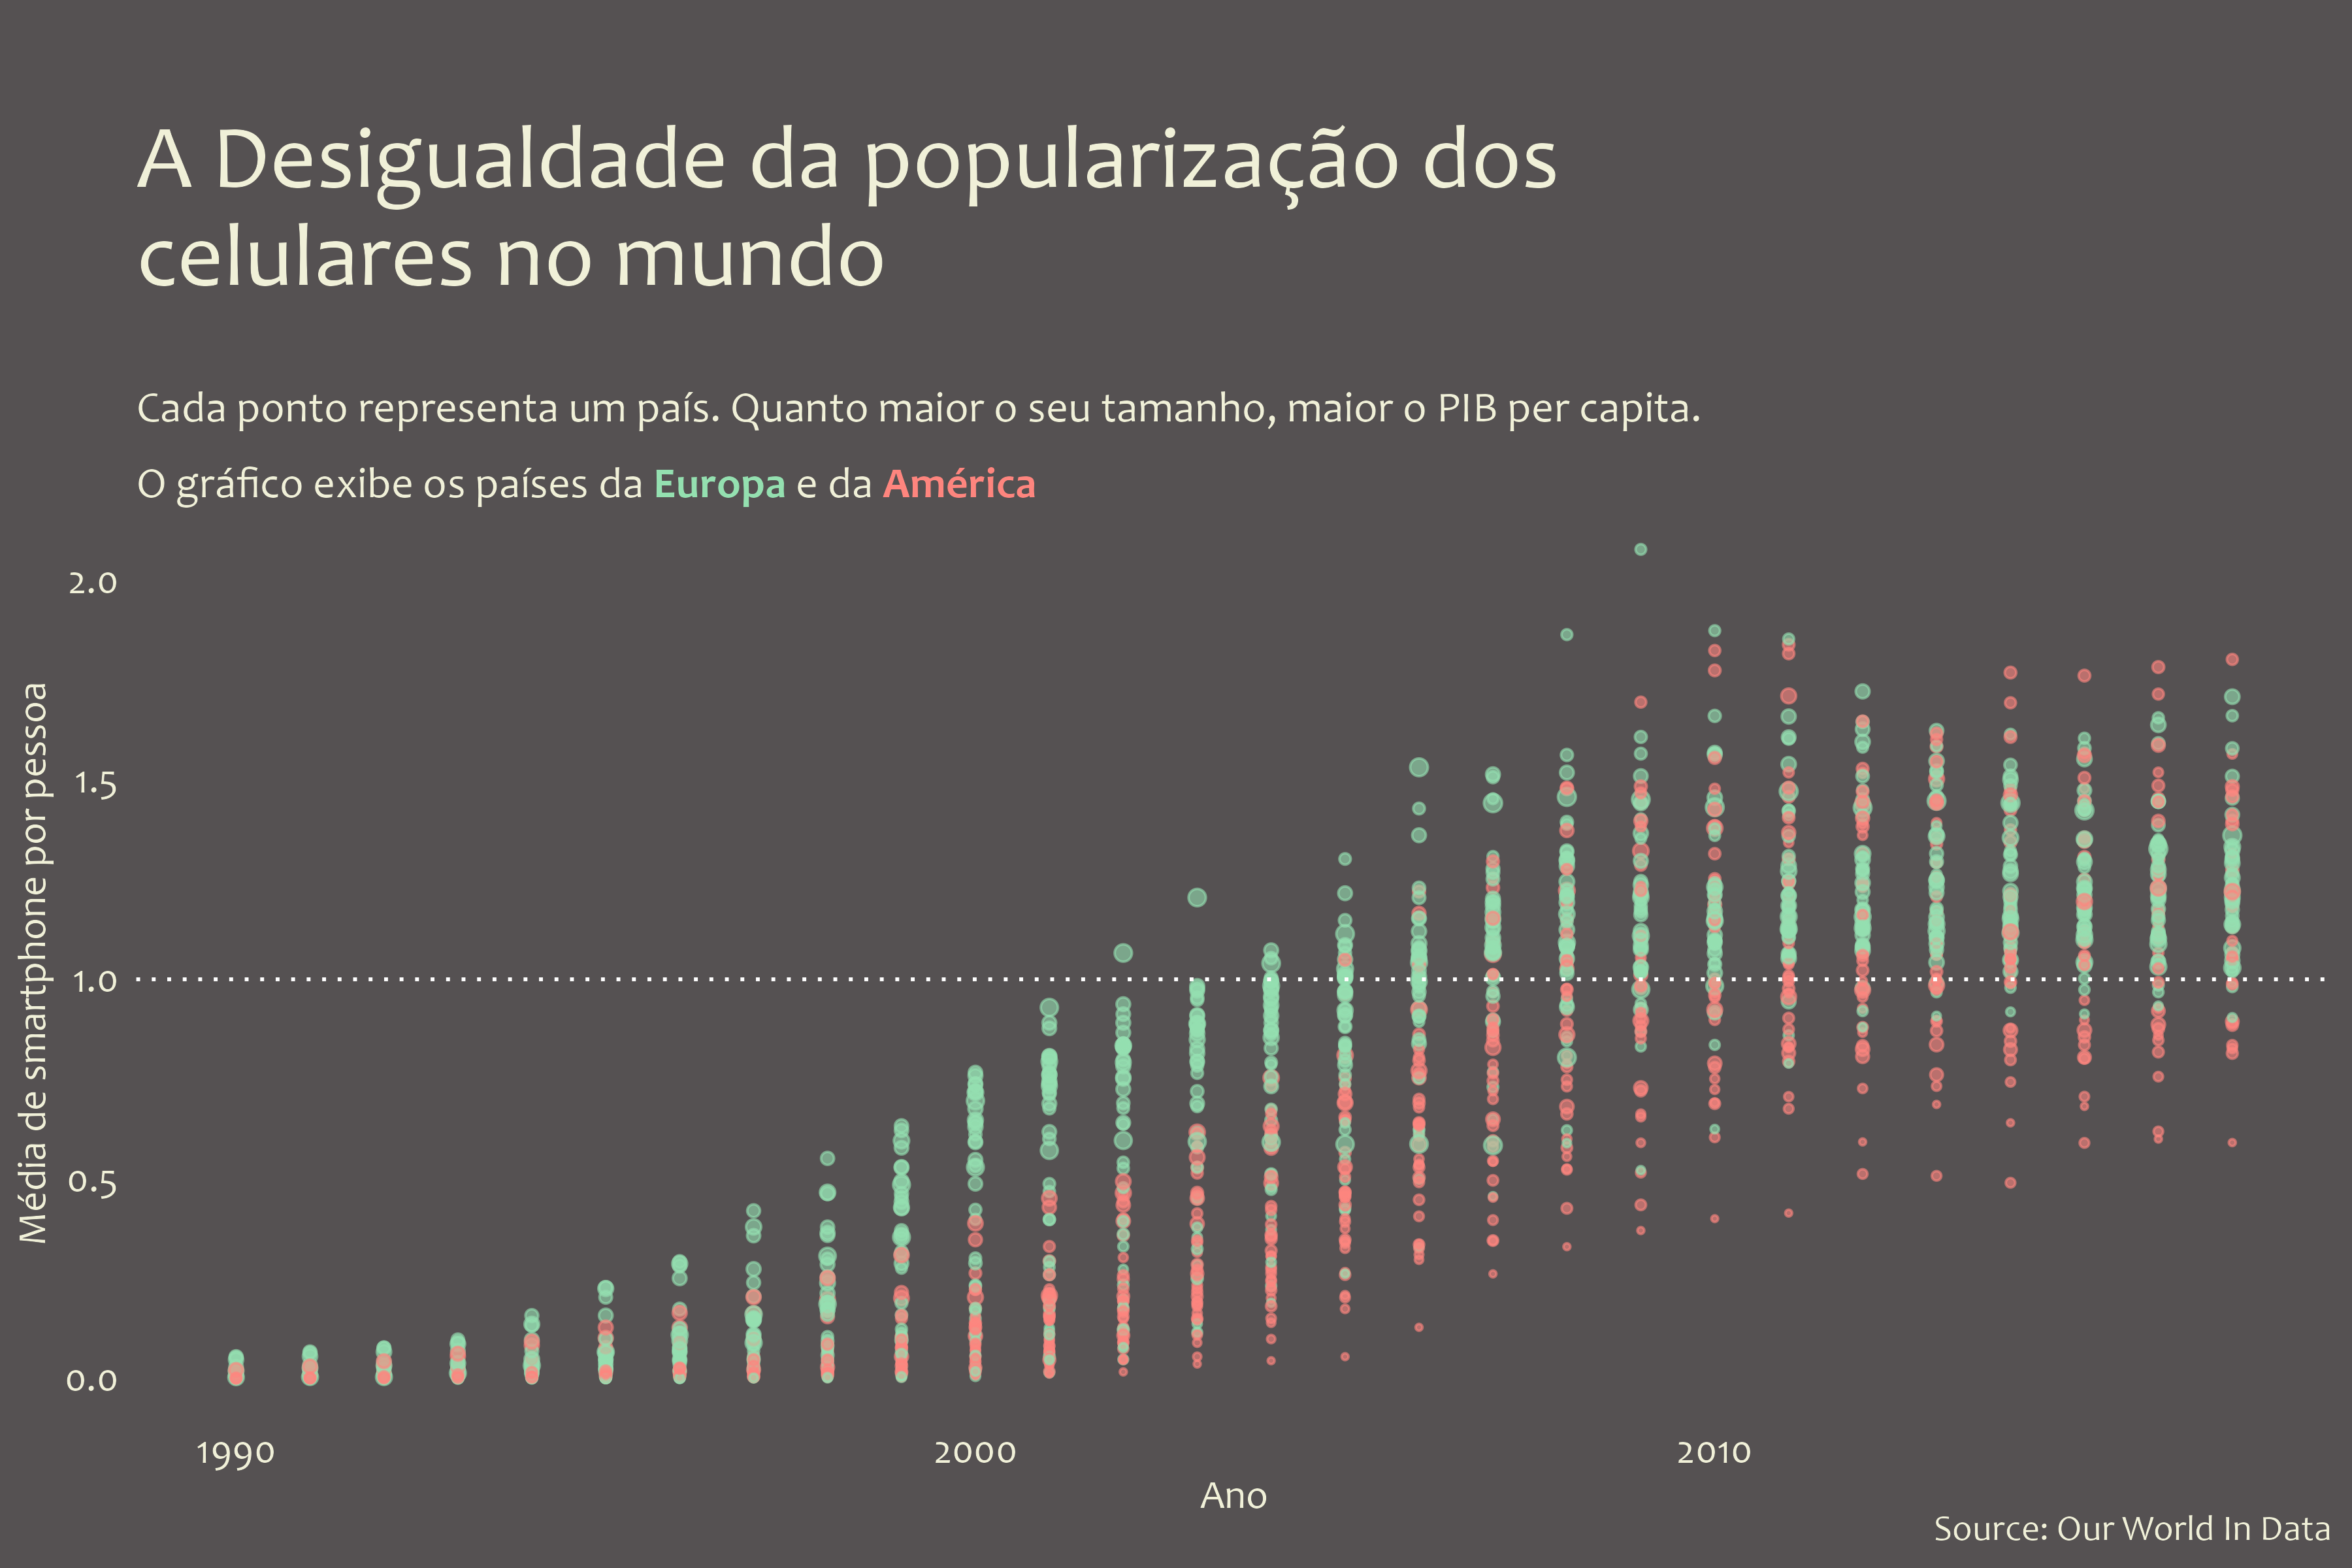 A Desigualdade da popularização dos
celulares no mundo
Cada ponto representa um país. Quanto maior o seu tamanho, maior o PIB per capita.
O gráfico exibe os países da Europa e da América
Média de smartphone por pessoa
2.0
1.5
1.0
0.5
0.0
1990
2000
2010
Ano
Source: Our World In Data